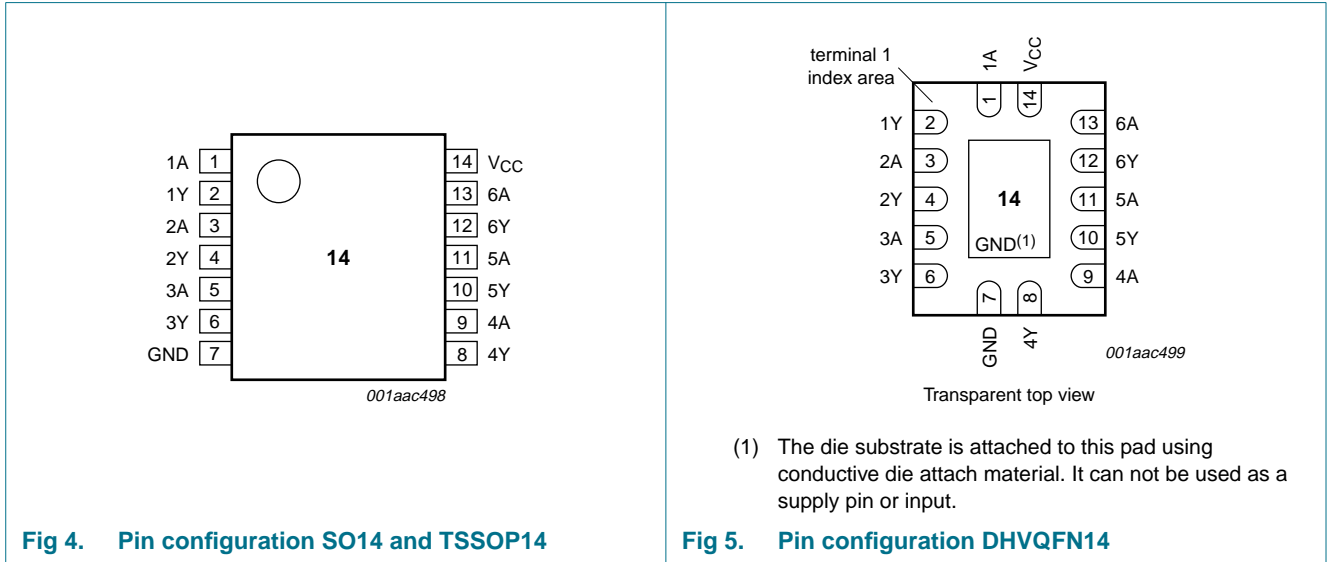 1A 1 14 VCC
1Y 2 13 6A
2A 3 12 6Y
2Y 4 14 11 5A
3A 5 10 5Y
3Y 6 9 4A
GND 7 8 4Y
001aac498
Fig 4. Pin configuration SO14 and TSSOP14
terminal 1
index area
1A VCC
1 14
1Y 2 13 6A
2A 3 12 6Y
2Y 4 14 11 5A
3A 5 GND(1) 10 5Y
3Y 6 9 4A
7 8
GND 4Y
001aac499
Transparent top view
(1) The die substrate is attached to this pad using
conductive die attach material. It can not be used as a
supply pin or input.
Fig 5. Pin configuration DHVQFN14